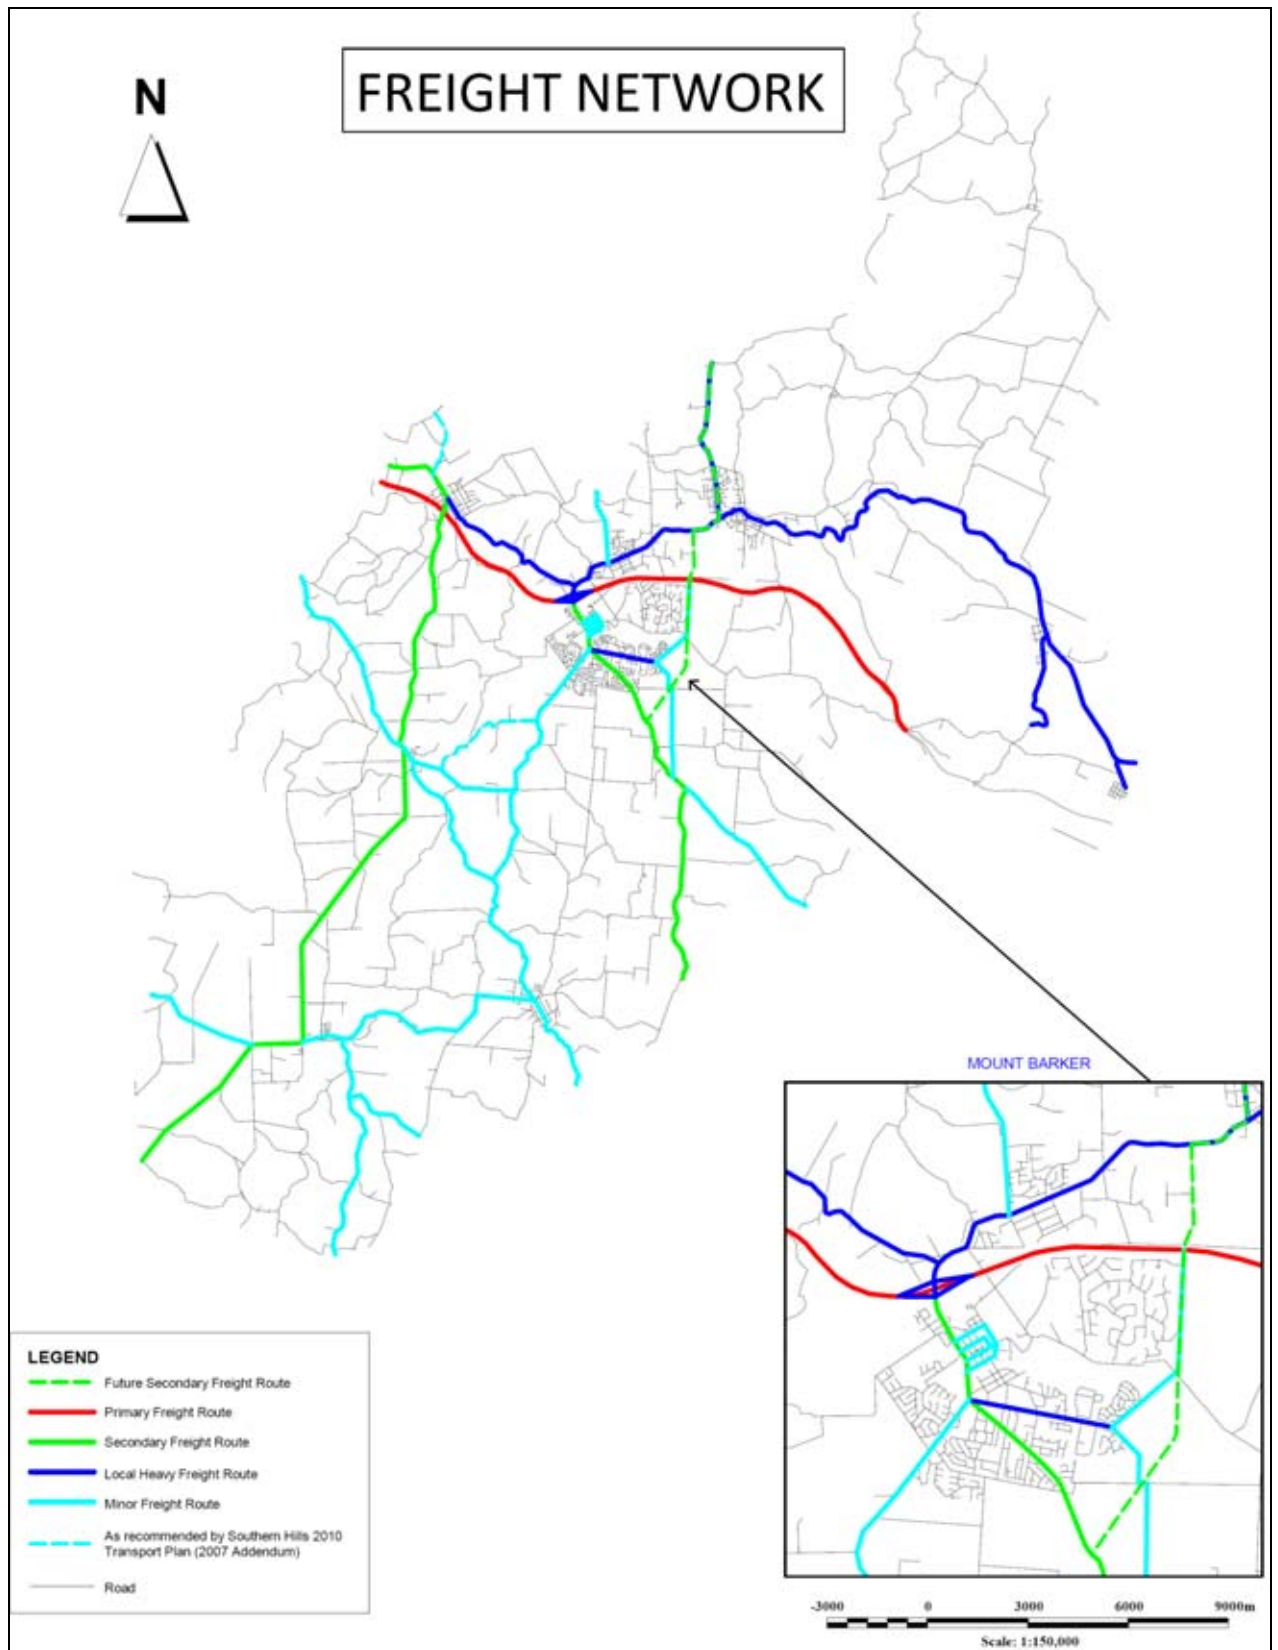 FREIGHT NETWORK
N
MOUNT BARKER
LEGEND
Future Secondary Freight Route
Primary Freight Route
Secondary Freight Route
Local Heavy Freight Route
Minor Freight Route
As recommended by Southern Hills 2010
Transport Plan (2007 Addendum)
Road
-3000 0 3000 6000 9000m
Scale: 1:150,000